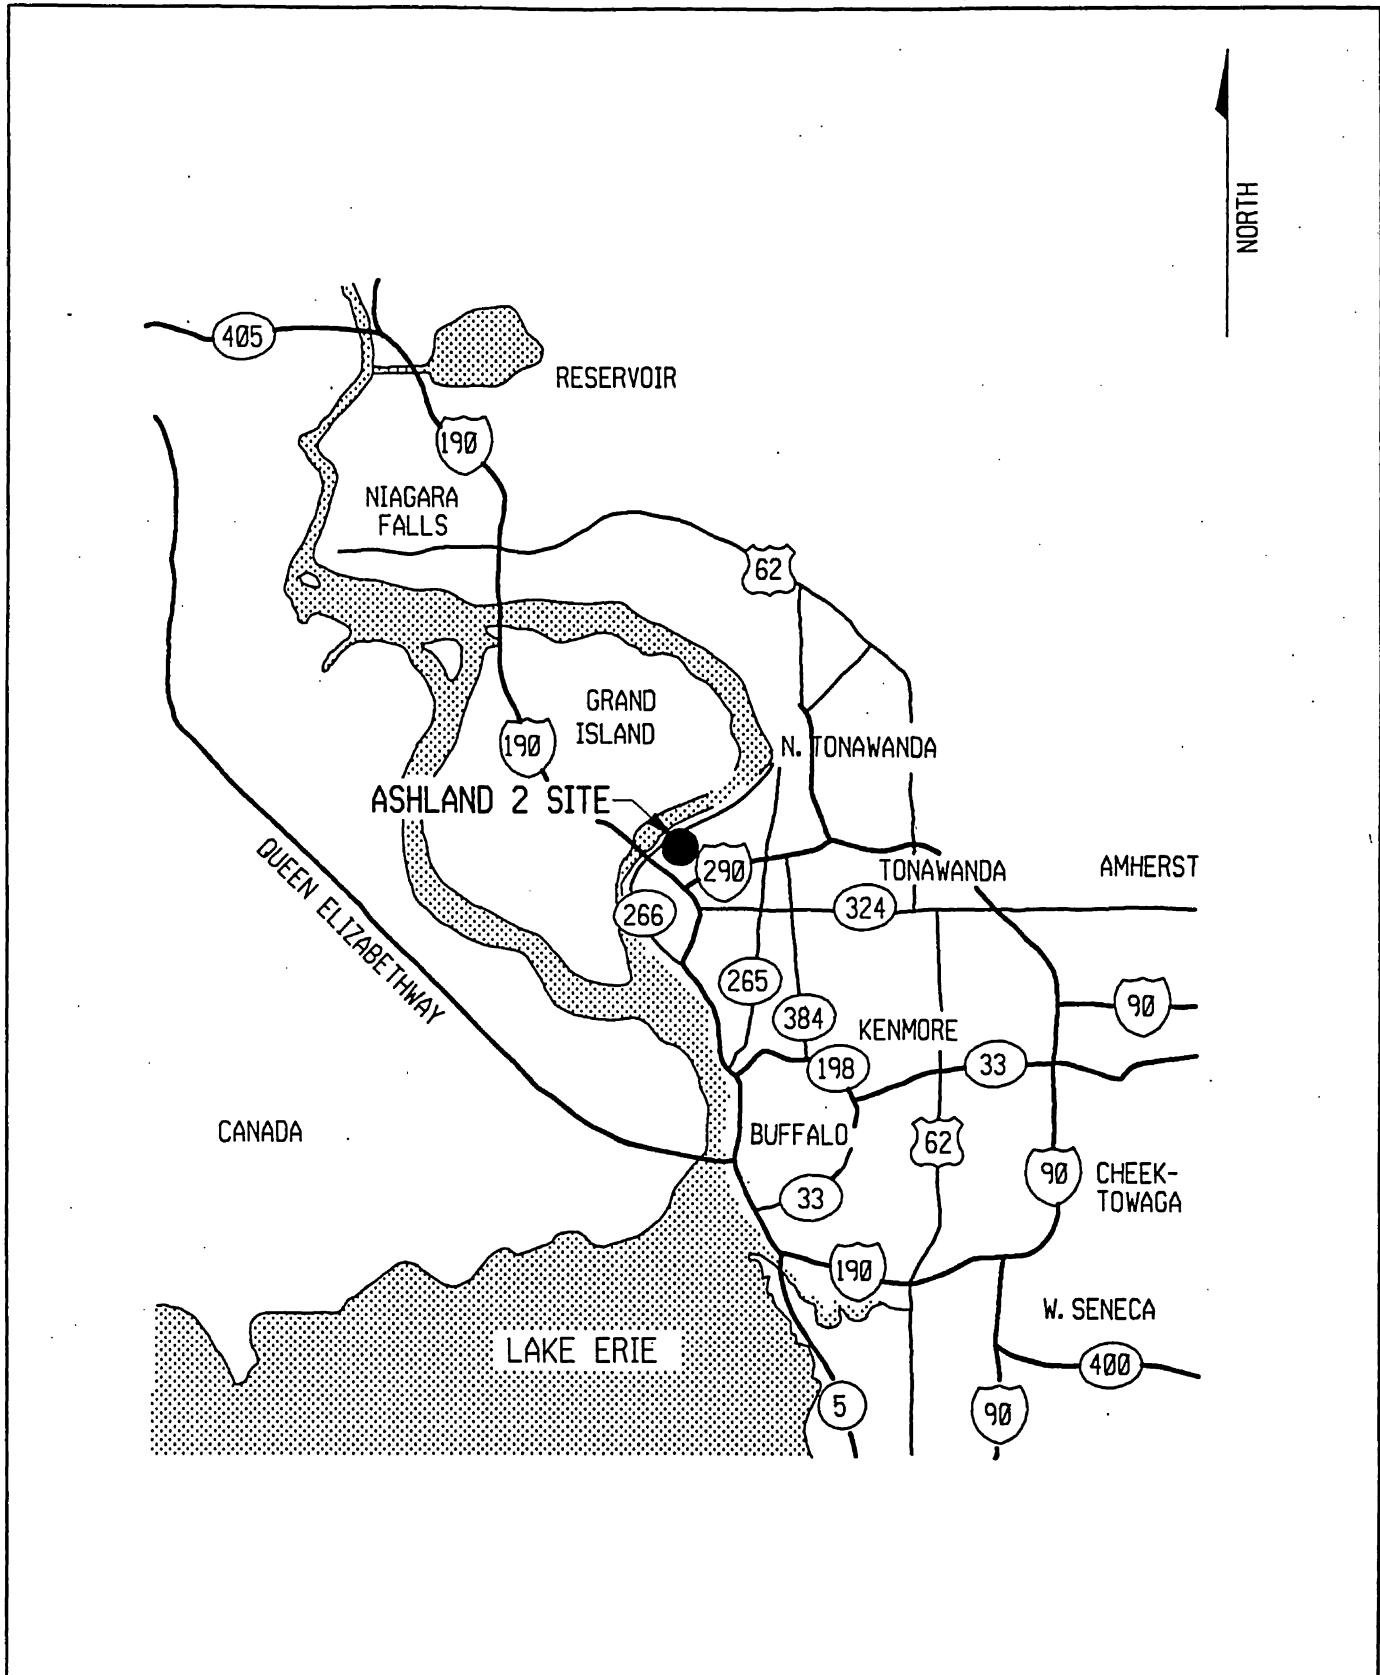 NORTH
405
RESERVOIR
190
NIAGARA
FALLS
62
GRAND
ISLAND
190
N. TONAWANDA
ASHLAND 2 SITE
290
TONAWANDA
AMHERST
QUEEN ELIZABETHWAY
266
324
265
384
KENMORE
90
198
33
CANADA
BUFFALO
62
90
CHEEK-
TOWAGA
33
190
W. SENECA
LAKE ERIE
400
5
90